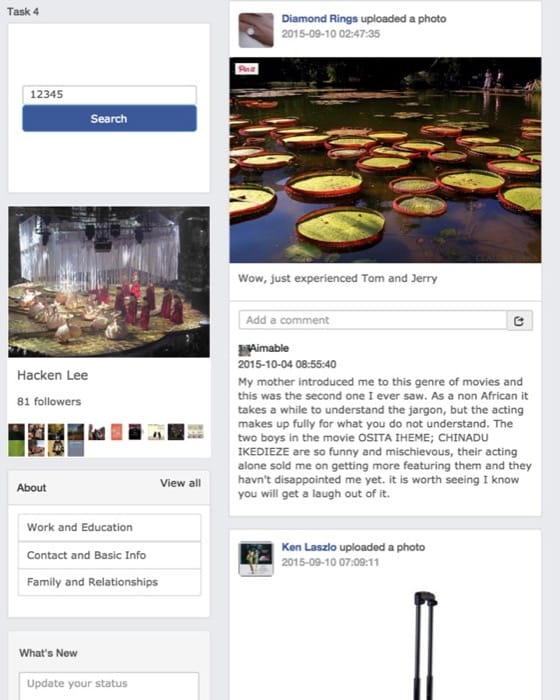 Task 4
12345
Search
Hacken Lee
81 followers
About
View all
Work and Education
Contact and Basic Info
Family and Relationships
What's New
Update your status
Diamond Rings uploaded a photo
2015-09-10 02:47:35
Pin it
Wow, just experienced Tom and Jerry
Add a comment
Aimable
2015-10-04 08:55:40
My mother introduced me to this genre of movies and
this was the second one I ever saw. As a non African it
takes a while to understand the jargon, but the acting
makes up fully for what you do not understand. The
two boys in the movie OSITA IHEME; CHINADU
IKEDIEZE are so funny and mischievous, their acting
alone sold me on getting more featuring them and they
havn't disappointed me yet. it is worth seeing I know
you will get a laugh out of it.
Ken Laszlo uploaded a photo
2015-09-10 07:09:11